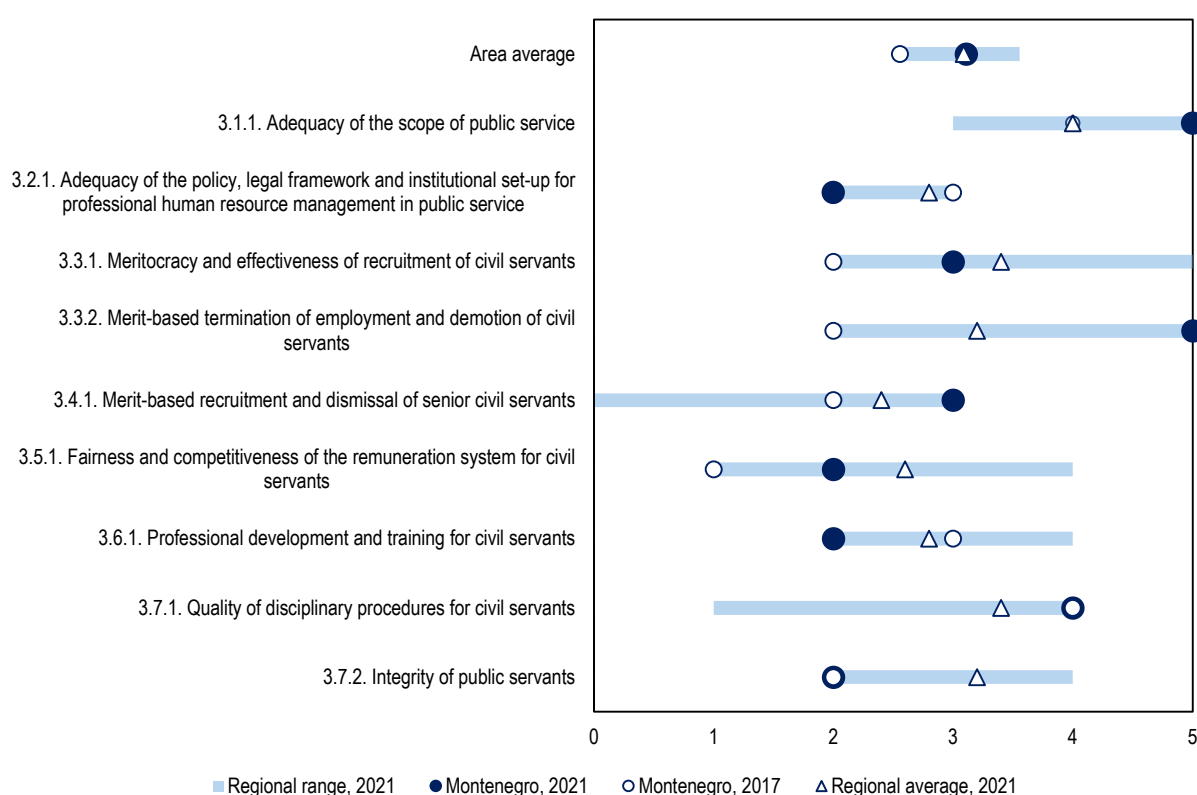 Area average
3.1.1. Adequacy of the scope of public service
3.2.1. Adequacy of the policy, legal framework and institutional set-up for
professional human resource management in public service
3.3.1. Meritocracy and effectiveness of recruitment of civil servants
3.3.2. Merit-based termination of employment and demotion of civil
servants
3.4.1. Merit-based recruitment and dismissal of senior civil servants
3.5.1. Fairness and competitiveness of the remuneration system for civil
servants
3.6.1. Professional development and training for civil servants
3.7.1. Quality of disciplinary procedures for civil servants
3.7.2. Integrity of public servants
0 1 2 3 4 5
Regional range, 2021 Montenegro, 2021 Montenegro, 2017 Regional average, 2021